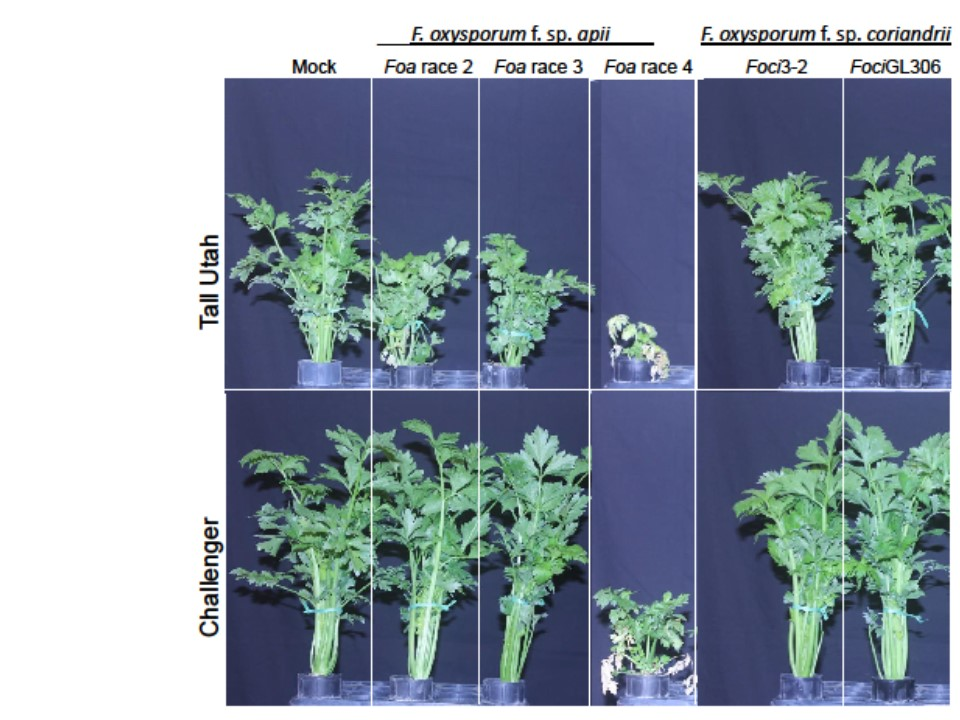 F. oxysporum f. sp. apii
F. oxysporum f. sp. coriandrii
Mock
Foa race 2
Foa race 3
Foa race 4
Foci3-2
FociGL306
Tall Utah
Challenger